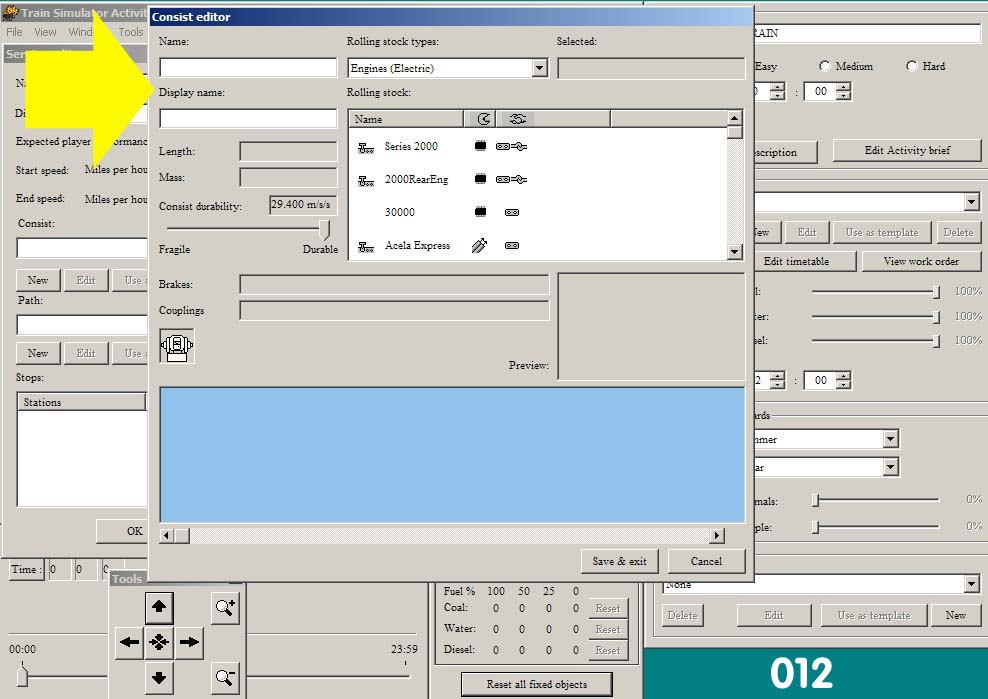 Train Simulator Activit
File View Wind Tools
Consist editor
Name:
Rolling stock types:
Selected:
Engines (Electric)
Display name:
Rolling stock:
Name
Series 2000
2000RearEng
30000
Acela Express
Length:
Mass:
Consist durability:
29.400 m/s/s
Fragile
Durable
Brakes:
Couplings
Preview:
Save & exit
Cancel
Expected player
ormanc
Start speed:
Miles per hou
End speed:
Miles per hou
Consist:
New
Edit
Use a
Path:
New
Edit
Use a
Stops:
Stations
OK
Time :
0
0
Tools
00:00
23:59
Fuel % 100 50 25 0
Coal: 0 0 0 0 Reset
Water: 0 0 0 0 Reset
Diesel: 0 0 0 0 Reset
Reset all fixed objects
RAIN
Easy
Medium
Hard
0 : 00
scription
Edit Activity brief
ew
Edit
Use as template
Delete
Edit timetable
View work order
l: 100%
ter: 100%
sel: 100%
2 : 00
ards
mmer
ar
nals: 0%
ple: 0%
None
Delete
Edit
Use as template
New
012